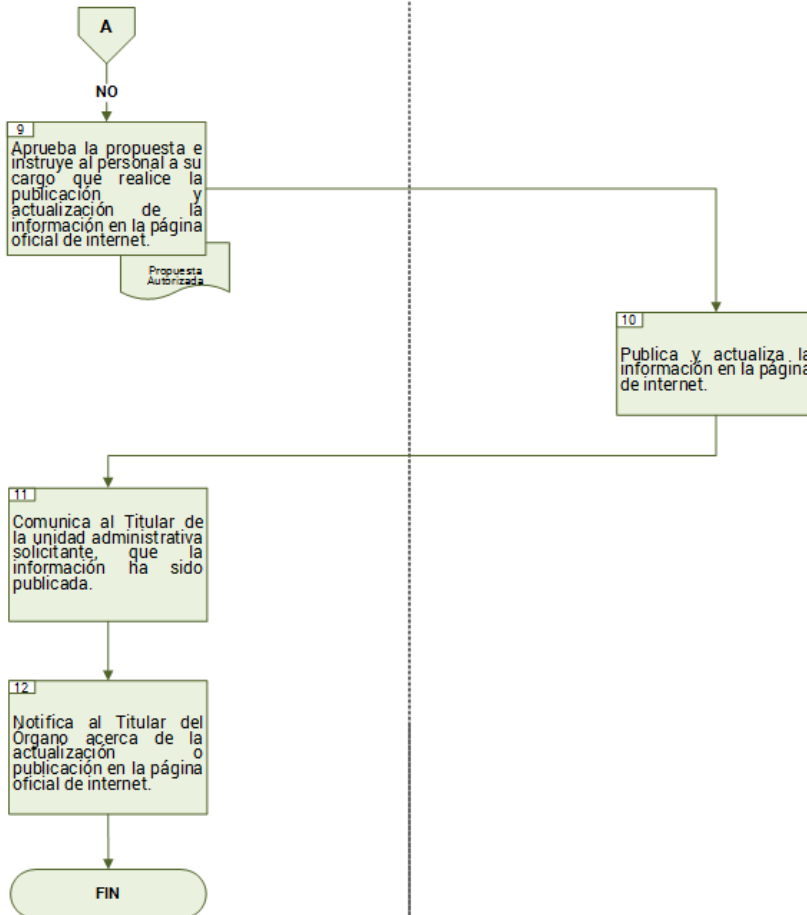 A
NO
9
Aprueba la propuesta e
instruye al personal a su
cargo que realice la
publicación y
actualización de la
información en la página
oficial de internet.
Propuesta
Autorizada
10
Publica y actualiza la
información en la página
de internet.
11
Comunica al Titular de
la unidad administrativa
solicitante, que la
información ha sido
publicada.
12
Notifica al Titular del
Órgano acerca de la
actualización o
publicación en la página
oficial de internet.
FIN